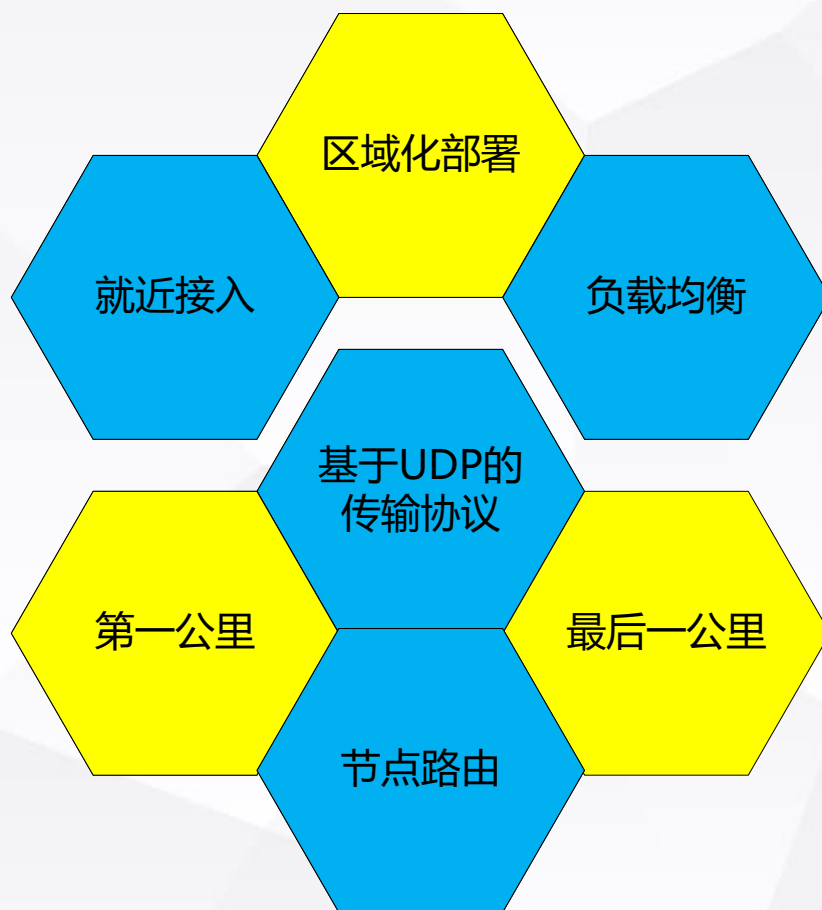 区域化部署
就近接入
负载均衡
基于UDP的
传输协议
第一公里
最后一公里
节点路由